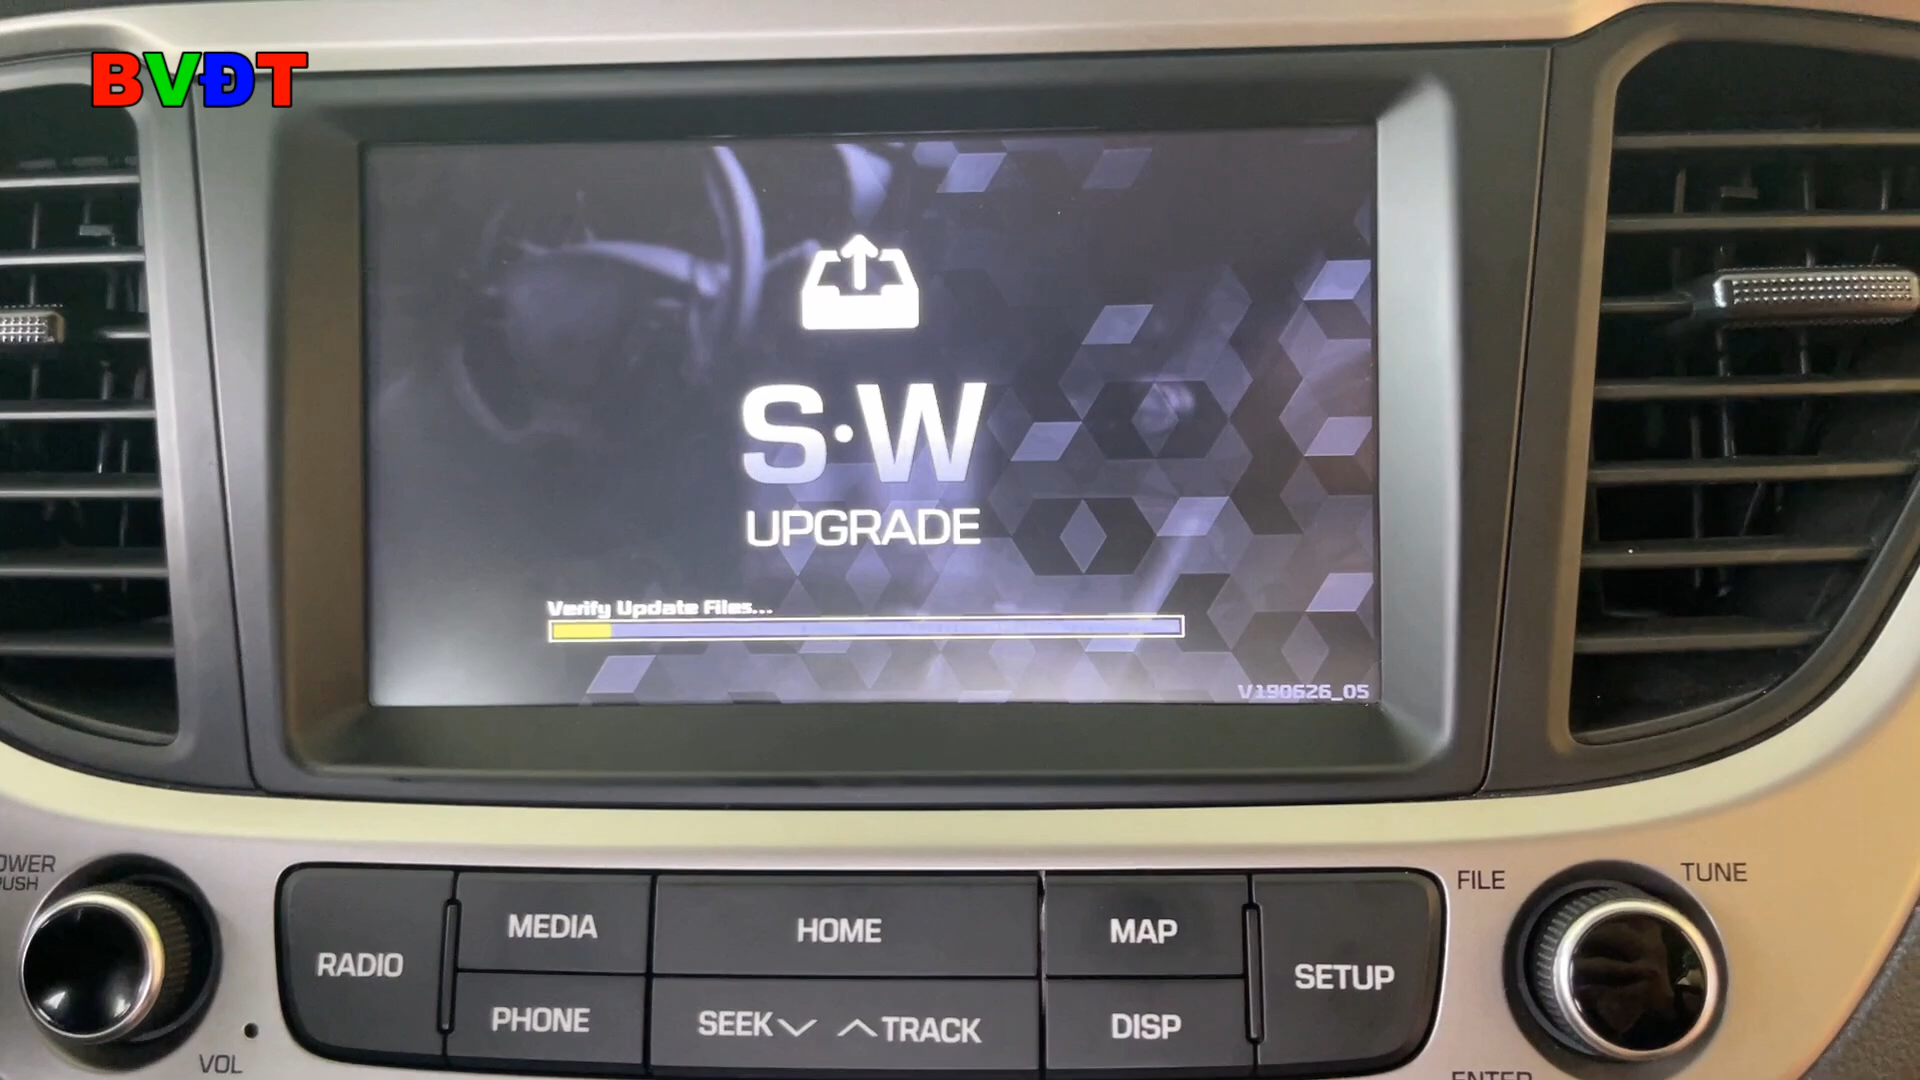 BVĐT
S·W
UPGRADE
Verify Update Files...
V190626_05
FILE
TUNE
RADIO
MEDIA
HOME
MAP
SETUP
PHONE
SEEK
TRACK
DISP
VOL